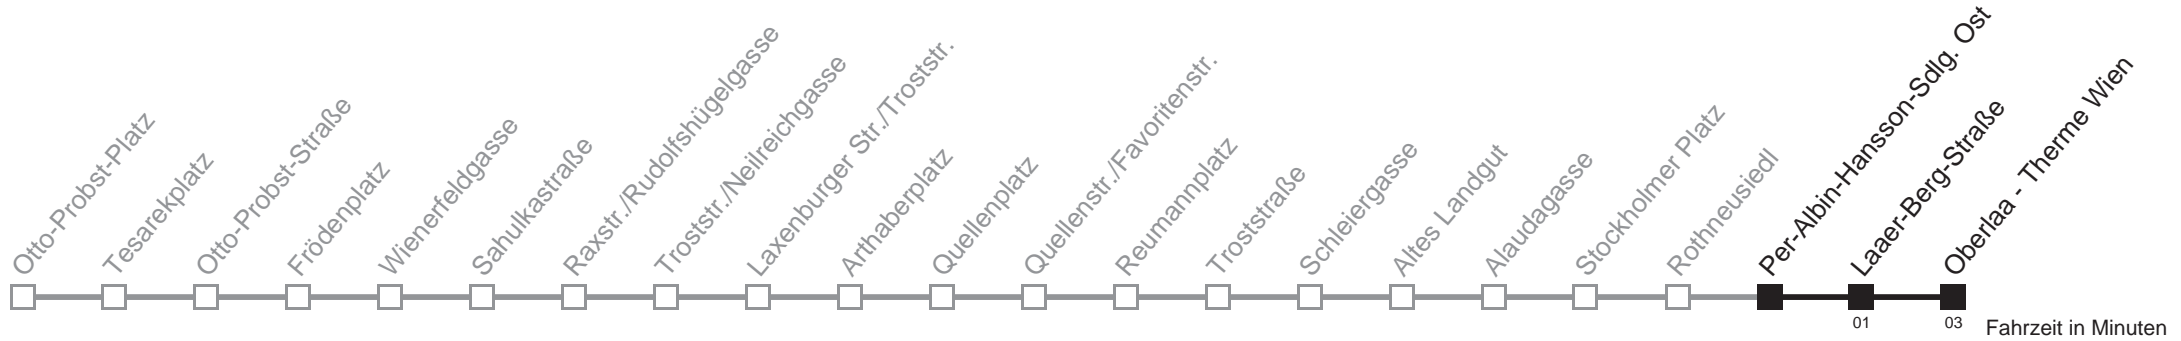 Otto-Probst-Platz
Tesarekplatz
Otto-Probst-Straße
Frödenplatz
Wienerfeldgasse
Sahulkastraße
Raxstr./Rudolfshügelgasse
Troststr./Neilreichgasse
Laxenburger Str./Troststr.
Arthaberplatz
Quellenplatz
Quellenstr./Favoritenstr.
Reumannplatz
Troststraße
Schleiergasse
Altes Landgut
Alaudagasse
Stockholmer Platz
Rothneusiedl
Per-Albin-Hansson-Sdlg. Ost
Laaer-Berg-Straße
Oberlaa - Therme Wien
01
03
Fahrzeit in Minuten